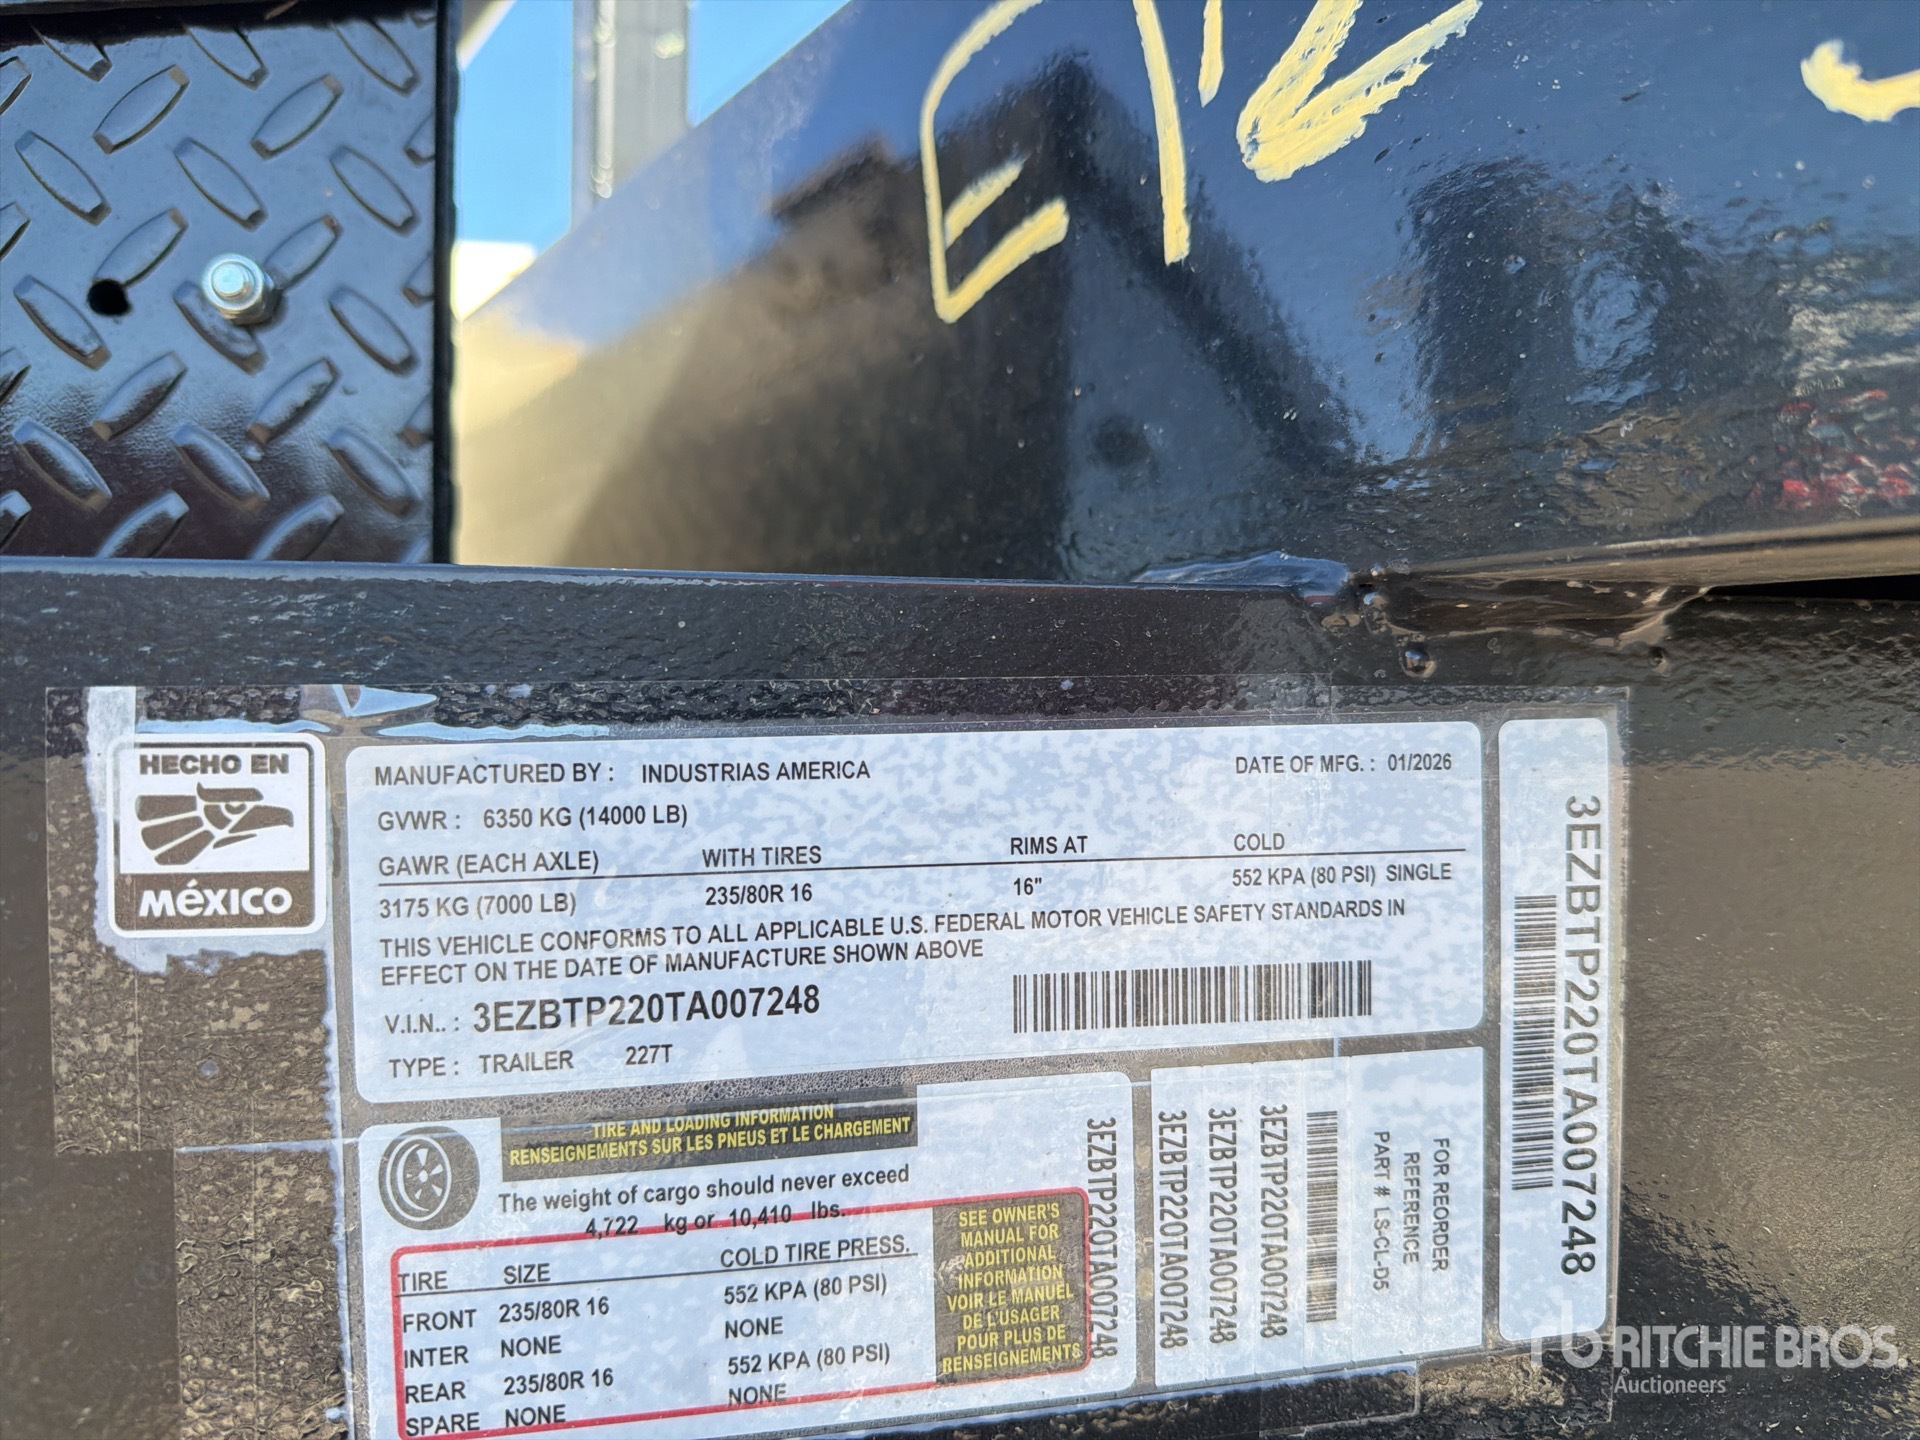 HECHO EN
MéXICO
MANUFACTURED BY : INDUSTRIAS AMERICA DATE OF MFG. : 01/2026
GVWR : 6350 KG (14000 LB)
GAWR (EACH AXLE) WITH TIRES RIMS AT COLD
3175 KG (7000 LB) 235/80R 16 16" 552 KPA (80 PSI) SINGLE
THIS VEHICLE CONFORMS TO ALL APPLICABLE U.S. FEDERAL MOTOR VEHICLE SAFETY STANDARDS IN
EFFECT ON THE DATE OF MANUFACTURE SHOWN ABOVE
V.I.N.. : 3EZBTP220TA007248
TYPE : TRAILER 227T
3EZBTP220TA007248
TIRE AND LOADING INFORMATION
RENSEIGNEMENTS SUR LES PNEUS ET LE CHARGEMENT
The weight of cargo should never exceed
4,722 kg or 10,410 lbs.
TIRE SIZE COLD TIRE PRESS.
FRONT 235/80R 16 552 KPA (80 PSI)
INTER NONE NONE
REAR 235/80R 16 552 KPA (80 PSI)
SPARE NONE NONE
SEE OWNER'S
MANUAL FOR
ADDITIONAL
INFORMATION
VOIR LE MANUEL
DE L'USAGER
POUR PLUS DE
RENSEIGNEMENTS
3EZBTP220TA007248
3EZBTP220TA007248
3EZBTP220TA007248
3EZBTP220TA007248
FOR REORDER
REFERENCE
PART # LS-CL-D5
rb RITCHIE BROS.
Auctioneers